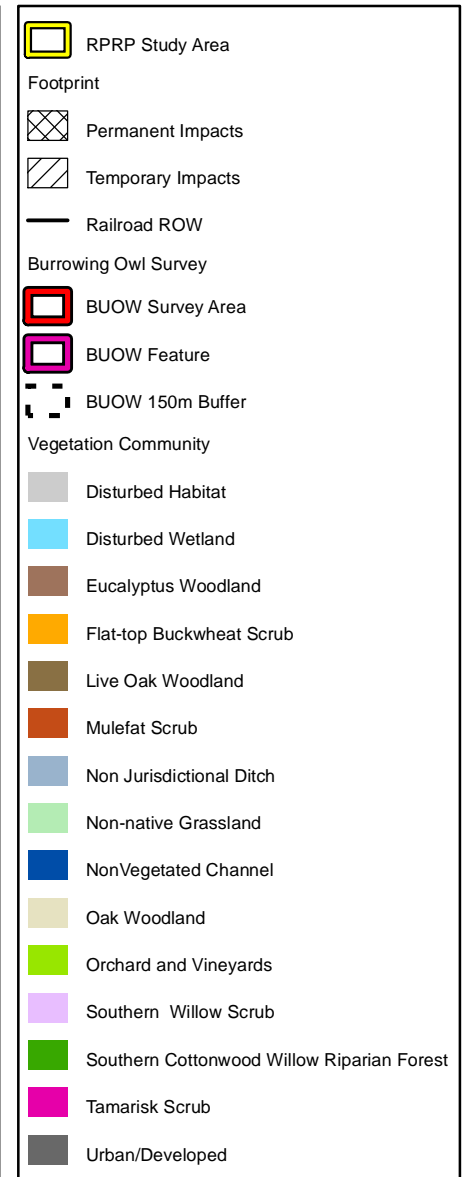 RPRP Study Area
Footprint
Permanent Impacts
Temporary Impacts
Railroad ROW
Burrowing Owl Survey
BUOW Survey Area
BUOW Feature
BUOW 150m Buffer
Vegetation Community
Disturbed Habitat
Disturbed Wetland
Eucalyptus Woodland
Flat-top Buckwheat Scrub
Live Oak Woodland
Mulefat Scrub
Non Jurisdictional Ditch
Non-native Grassland
NonVegetated Channel
Oak Woodland
Orchard and Vineyards
Southern  Willow Scrub
Southern Cottonwood Willow Riparian Forest
Tamarisk Scrub
Urban/Developed